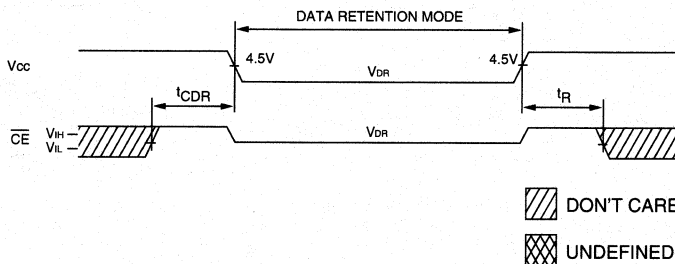 DATA RETENTION MODE
4.5V
4.5V
Vcc
VDR
tCDR
tR
CE
VIH
VIL
VDR
DON'T CARE
UNDEFINED